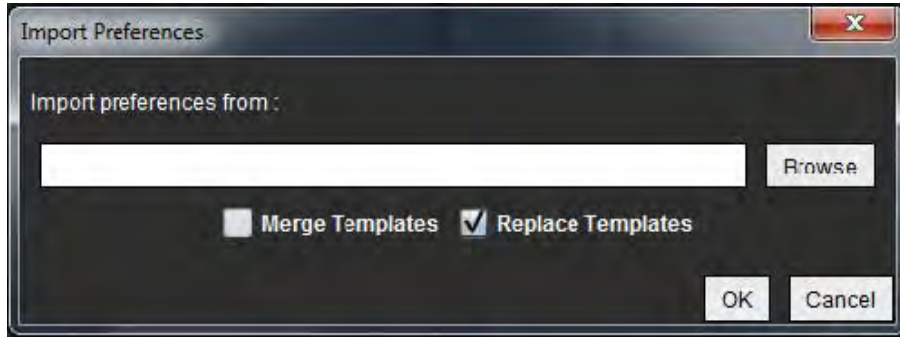 Import Preferences
Import preferences from :
Browse
Merge Templates Replace Templates
OK Cancel